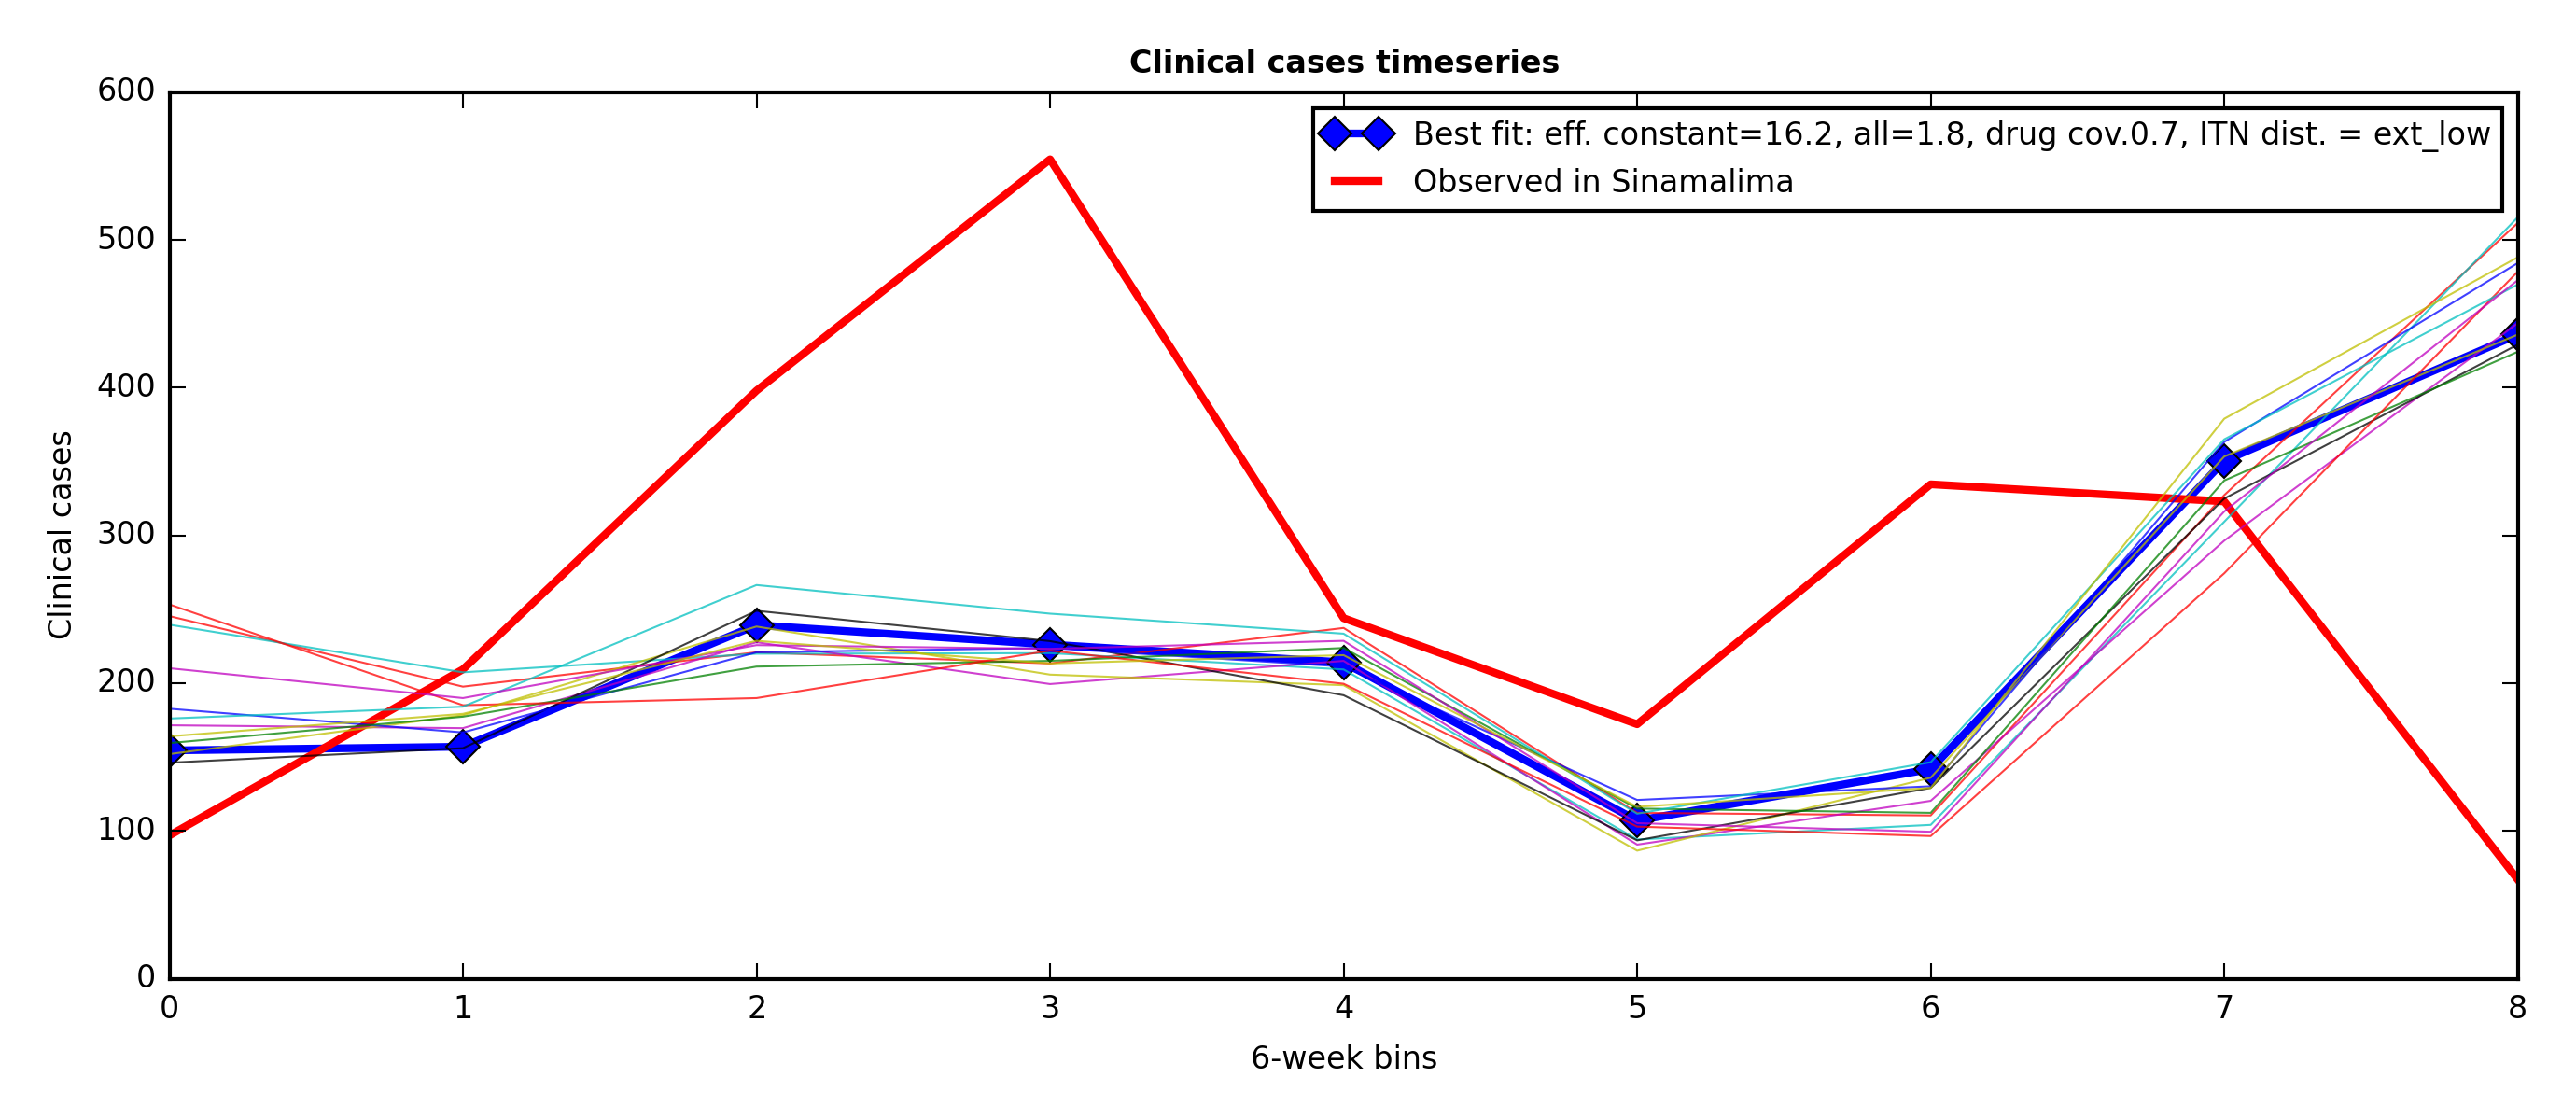 Clinical cases timeseries
600
500
400
300
200
100
0
Clinical cases
Best fit: eff. constant=16.2, all=1.8, drug cov.0.7, ITN dist. = ext_low
Observed in Sinamalima
0 1 2 3 4 5 6 7 8
6-week bins